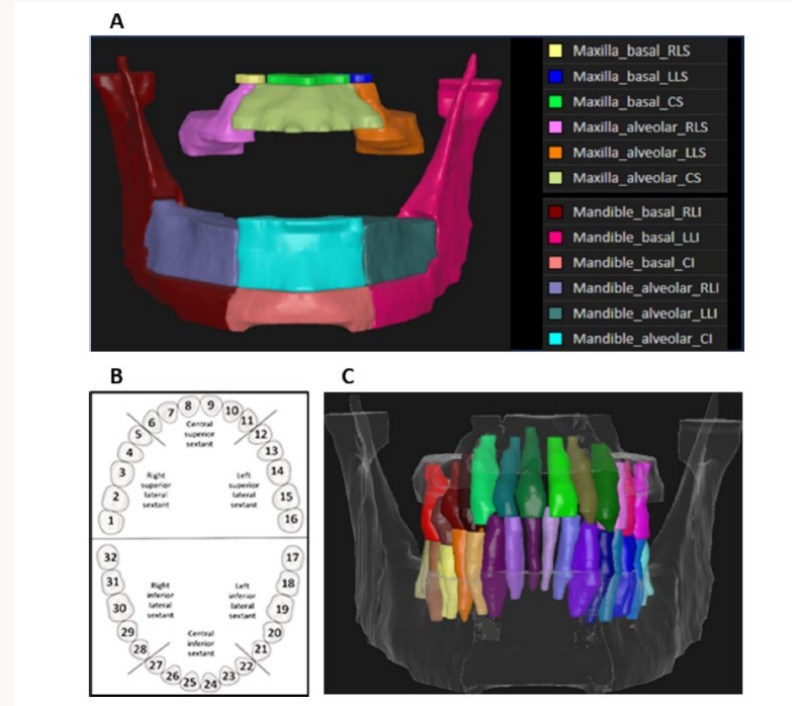 A
Maxilla_basal_RLS
Maxilla_basal_LLS
Maxilla_basal_CS
Maxilla_alveolar_RLS
Maxilla_alveolar_LLS
Maxilla_alveolar_CS
Mandible_basal_RLI
Mandible_basal_LLI
Mandible_basal_CI
Mandible_alveolar_RLI
Mandible_alveolar_LLI
Mandible_alveolar_CI
B
C
8 9
7 10
6 11
5 12
Central
superior
sextant
4 13
3 14
Right
superior
lateral
sextant
Left
superior
lateral
sextant
2 15
1 16
32 17
31 18
Right
inferior
lateral
sextant
Left
inferior
lateral
sextant
30 19
29 20
28 21
Central
inferior
sextant
27 22
26 23
25 24